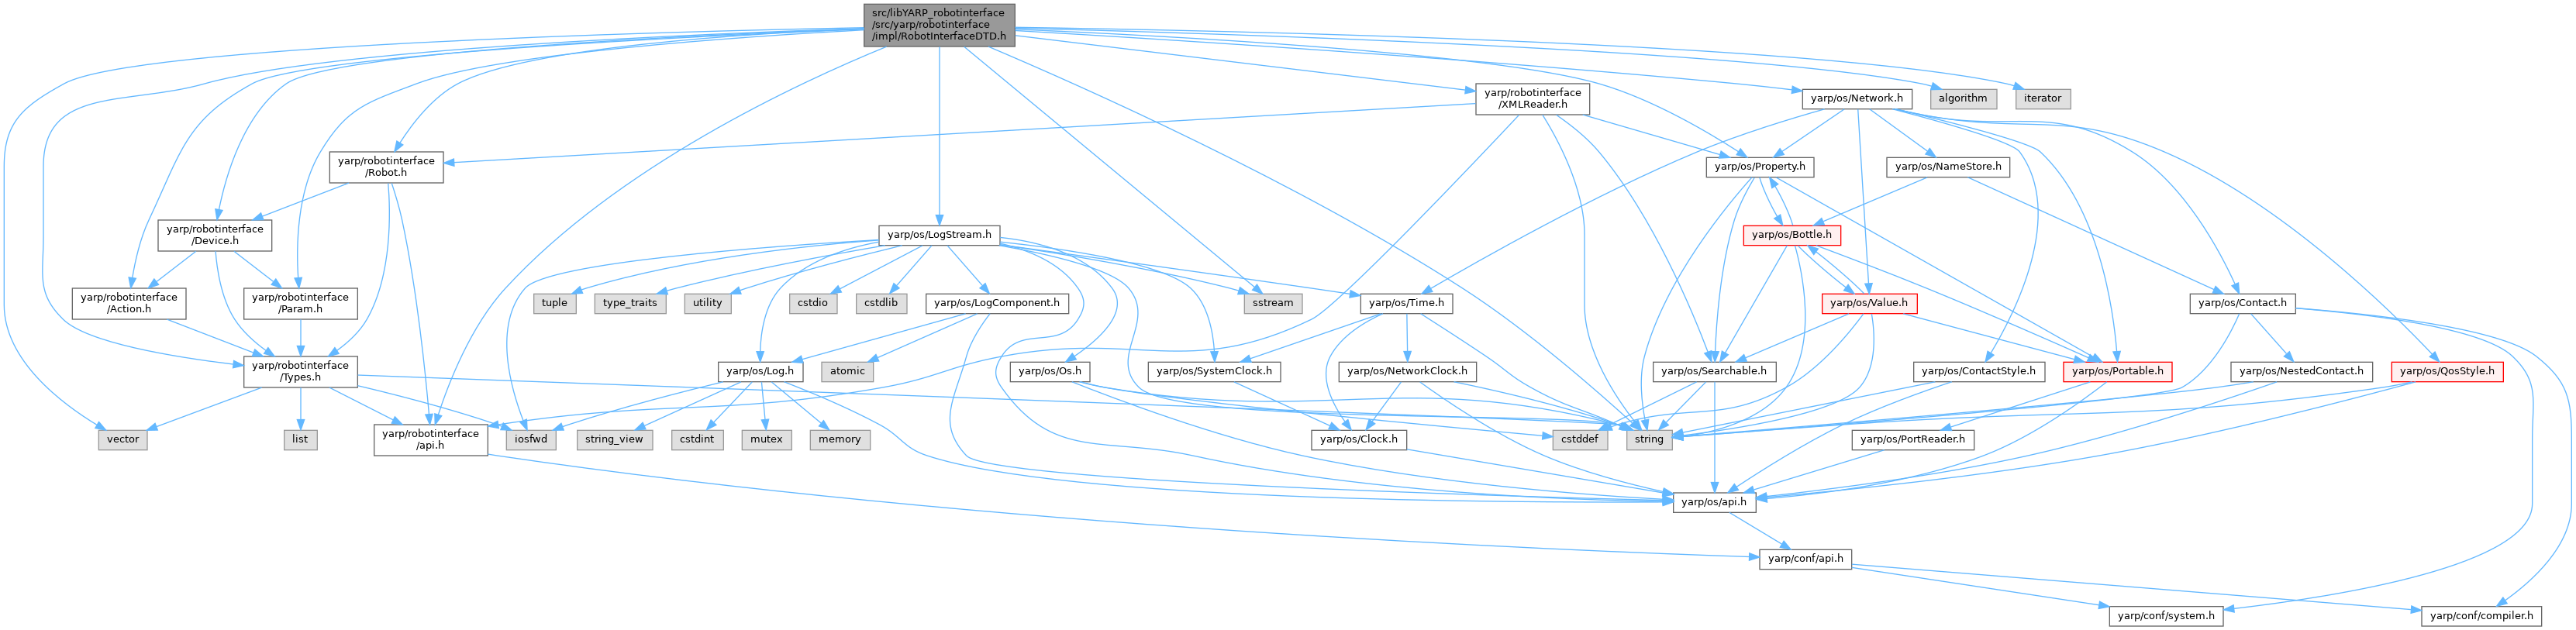 src/libYARP_robotinterface
/src/yarp/robotinterface
/impl/RobotInterfaceDTD.h
yarp/robotinterface
/XMLReader.h
yarp/os/Network.h
algorithm
iterator
yarp/robotinterface
/Robot.h
yarp/os/Property.h
yarp/os/NameStore.h
yarp/robotinterface
/Device.h
yarp/os/LogStream.h
yarp/os/Bottle.h
yarp/robotinterface
/Action.h
yarp/robotinterface
/Param.h
tuple
type_traits
utility
cstdio
cstdlib
yarp/os/LogComponent.h
sstream
yarp/os/Time.h
yarp/os/Value.h
yarp/os/Contact.h
yarp/robotinterface
/Types.h
yarp/os/Log.h
atomic
yarp/os/Os.h
yarp/os/SystemClock.h
yarp/os/NetworkClock.h
yarp/os/Searchable.h
yarp/os/ContactStyle.h
yarp/os/Portable.h
yarp/os/NestedContact.h
yarp/os/QosStyle.h
vector
list
yarp/robotinterface
/api.h
iosfwd
string_view
cstdint
mutex
memory
yarp/os/Clock.h
cstddef
string
yarp/os/PortReader.h
yarp/os/api.h
yarp/conf/api.h
yarp/conf/system.h
yarp/conf/compiler.h